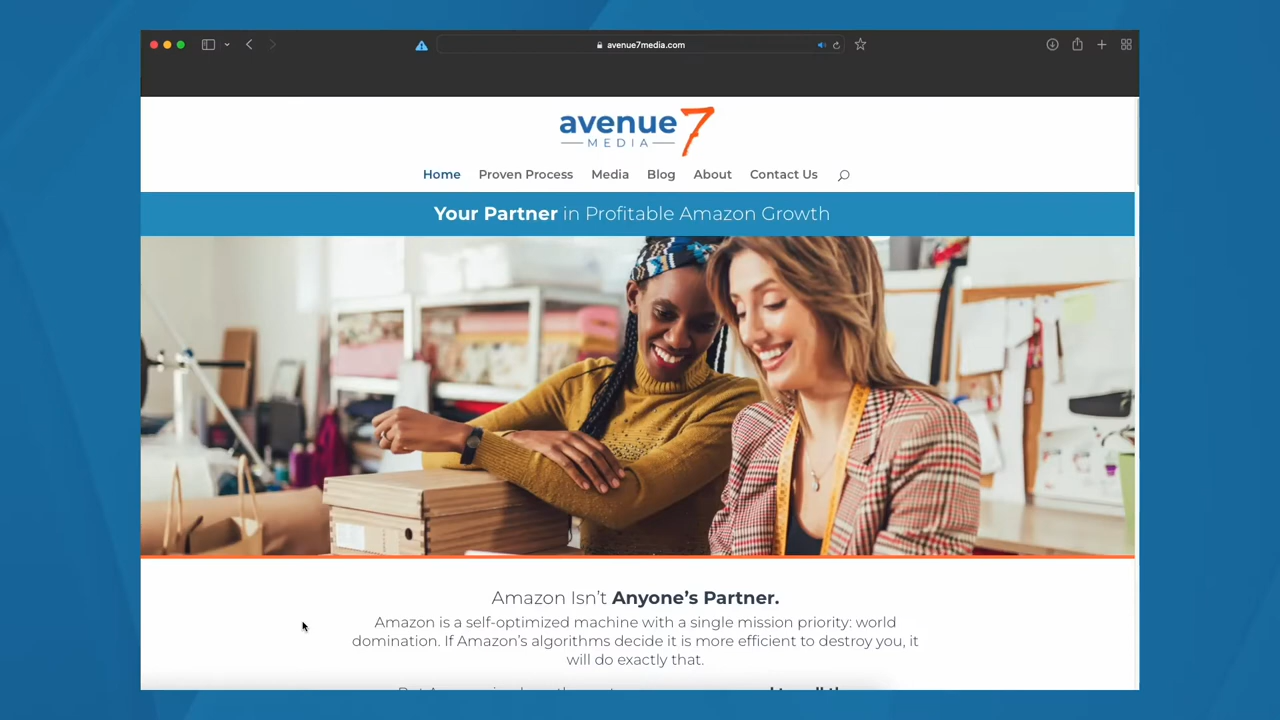 avenue7media.com
avenue7
MEDIA
Home Proven Process Media Blog About Contact Us
Your Partner in Profitable Amazon Growth
Amazon Isn't Anyone's Partner.
Amazon is a self-optimized machine with a single mission priority: world
domination. If Amazon's algorithms decide it is more efficient to destroy you, it
will do exactly that.